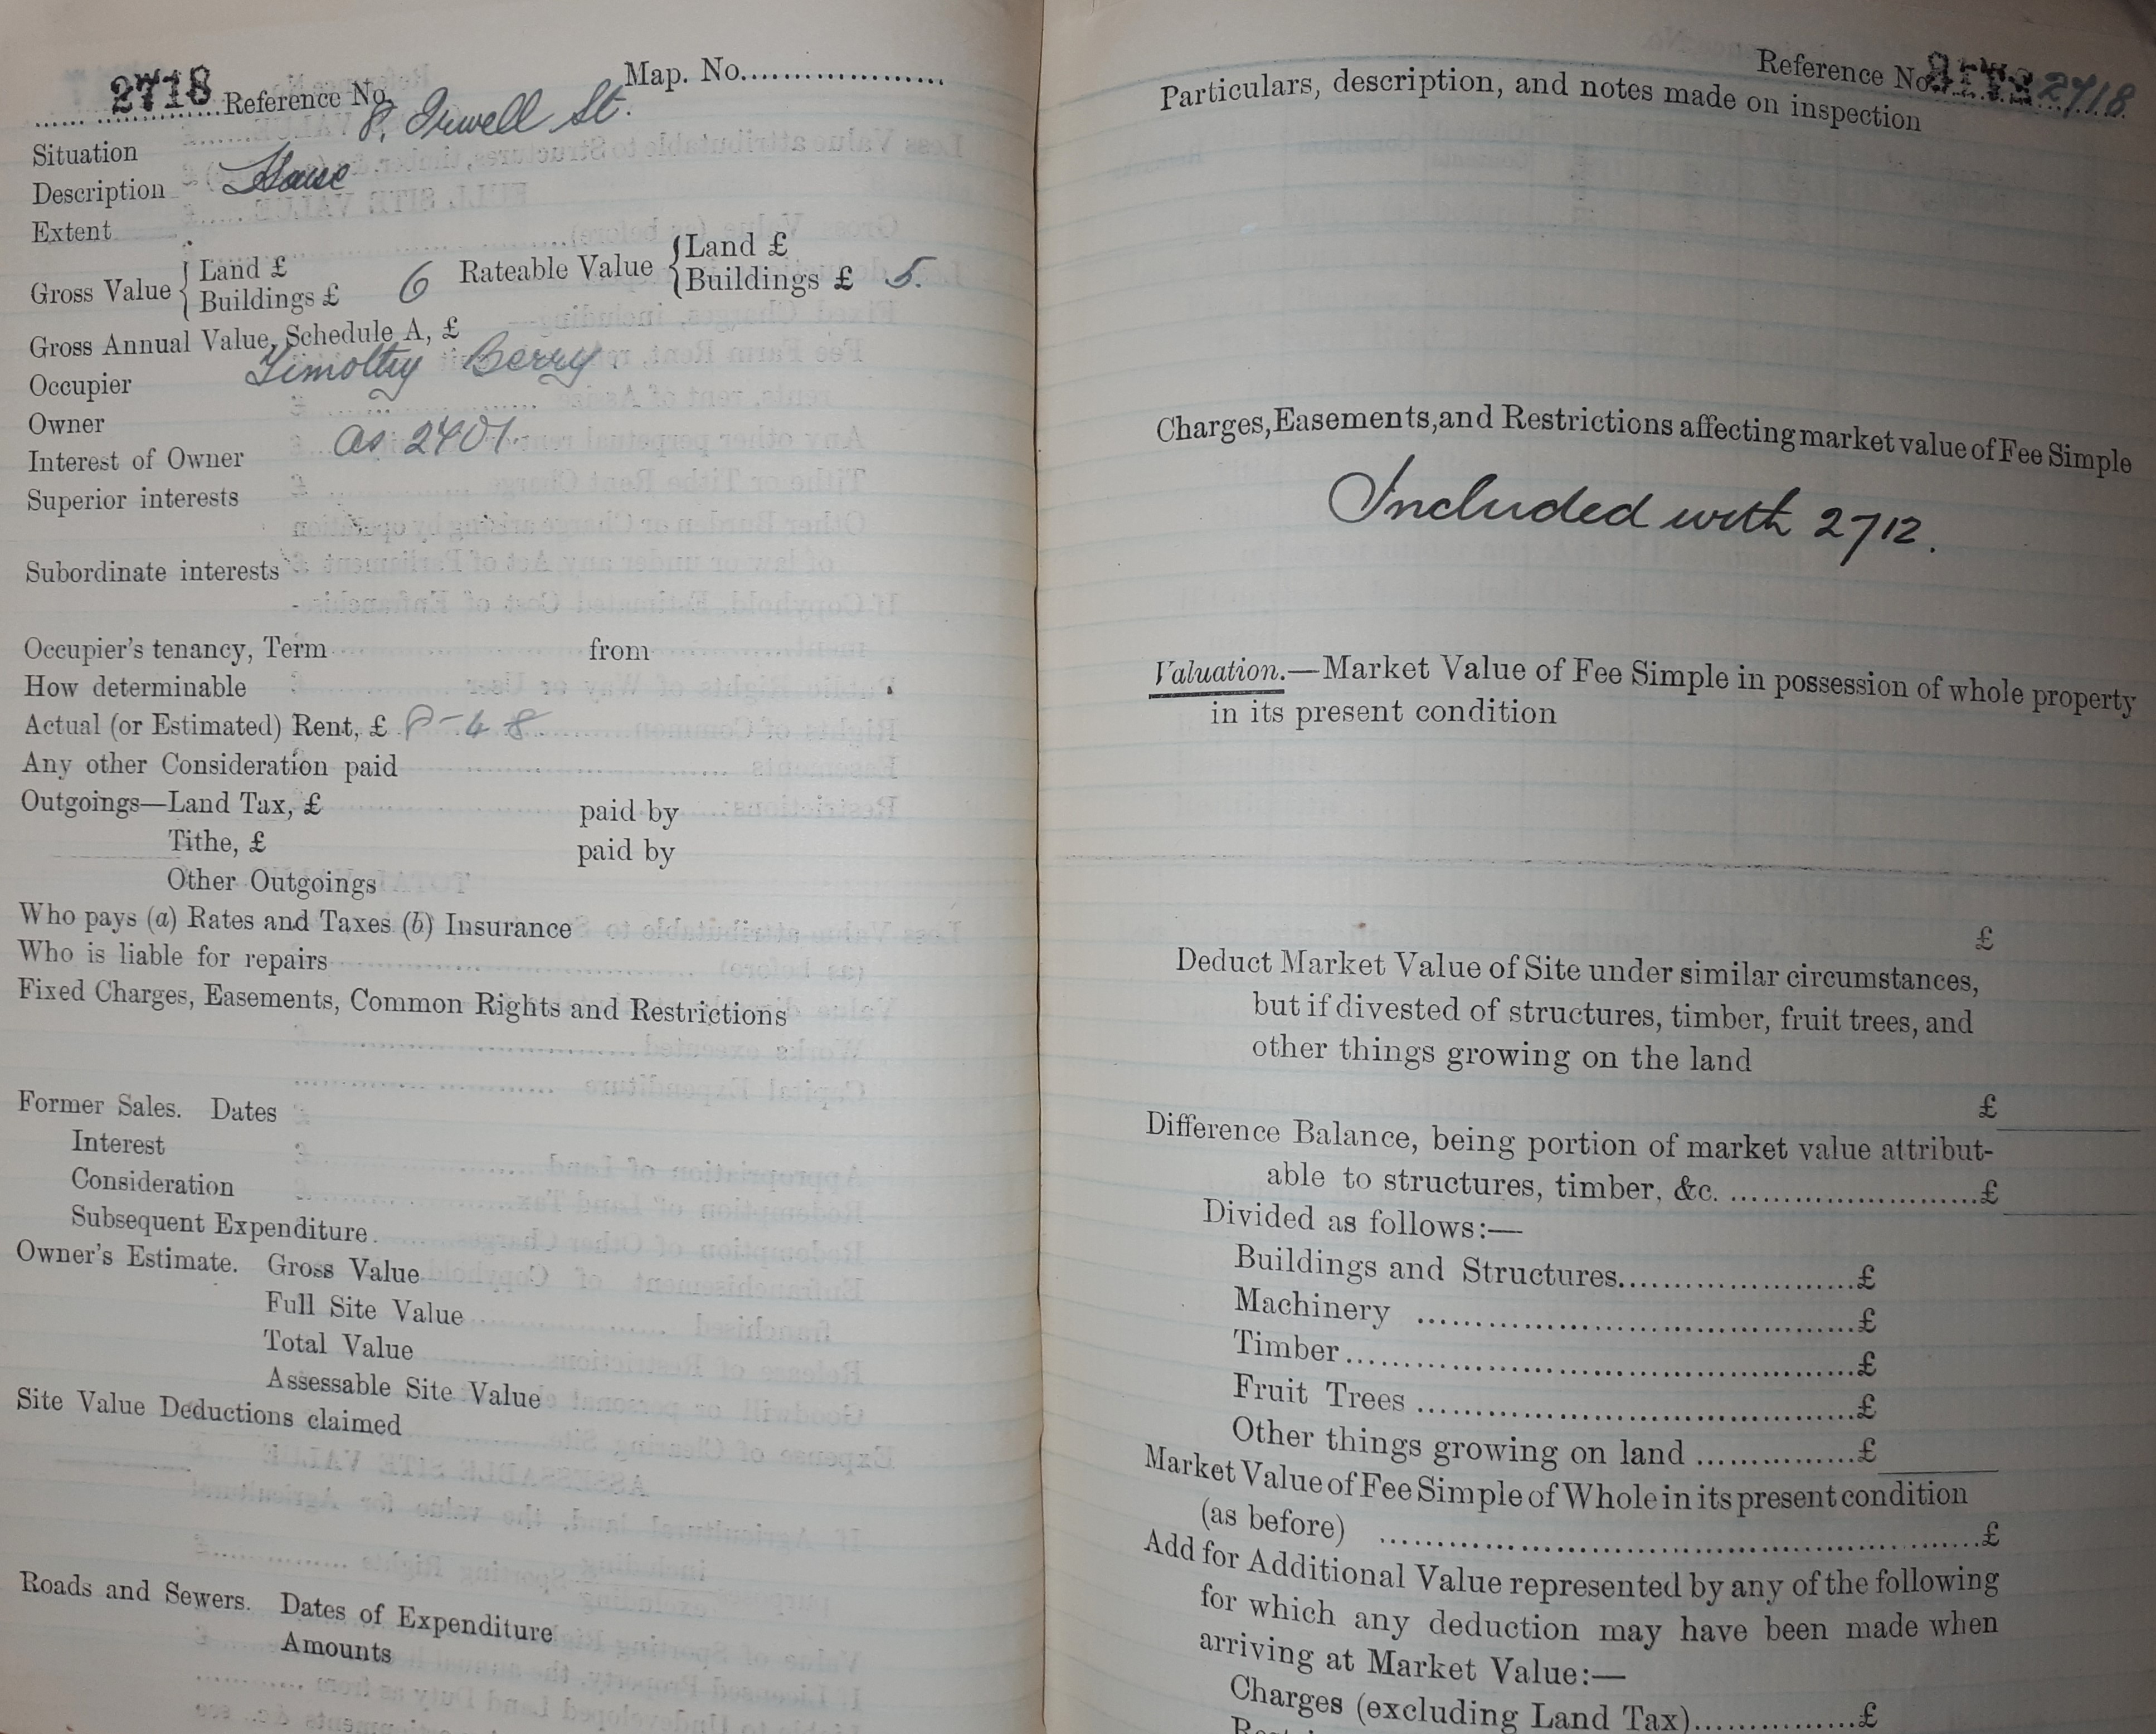 2718 Reference No. Map. No.....................
Situation 8, Irwell St.
Description House
Extent
Gross Value { Land £ Rateable Value { Land £
Buildings £ 6 Buildings £ 5.
Gross Annual Value, Schedule A, £
Occupier Timothy Berry.
Owner
Interest of Owner as 2401
Superior interests
Subordinate interests
Occupier's tenancy, Term from
How determinable
Actual (or Estimated) Rent, £
Any other Consideration paid
Outgoings—Land Tax, £ paid by
Tithe, £ paid by
Other Outgoings
Who pays (a) Rates and Taxes (b) Insurance
Who is liable for repairs
Fixed Charges, Easements, Common Rights and Restrictions
Former Sales. Dates
Interest
Consideration
Subsequent Expenditure.
Owner's Estimate. Gross Value
Full Site Value
Total Value
Assessable Site Value
Site Value Deductions claimed
Roads and Sewers. Dates of Expenditure
Amounts
Reference No. 2718
Particulars, description, and notes made on inspection
Charges, Easements, and Restrictions affecting market value of Fee Simple
Included with 2712.
Valuation.—Market Value of Fee Simple in possession of whole property
in its present condition
£
Deduct Market Value of Site under similar circumstances,
but if divested of structures, timber, fruit trees, and
other things growing on the land
£
Difference Balance, being portion of market value attribut-
able to structures, timber, &c. ........................£
Divided as follows:—
Buildings and Structures.......................£
Machinery ..........................................£
Timber.................................................£
Fruit Trees ..........................................£
Other things growing on land ...............£
Market Value of Fee Simple of Whole in its present condition
(as before) ..........................................................£
Add for Additional Value represented by any of the following
for which any deduction may have been made when
arriving at Market Value:—
Charges (excluding Land Tax)...............£